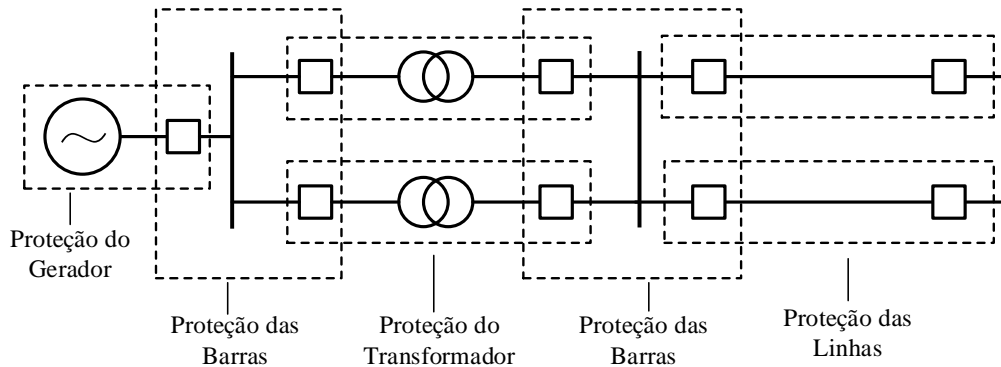 Proteção do
Gerador
Proteção das
Barras
Proteção do
Transformador
Proteção das
Barras
Proteção das
Linhas